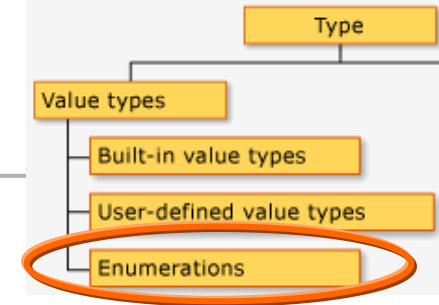 Type
Value types
Built-in value types
User-defined value types
Enumerations